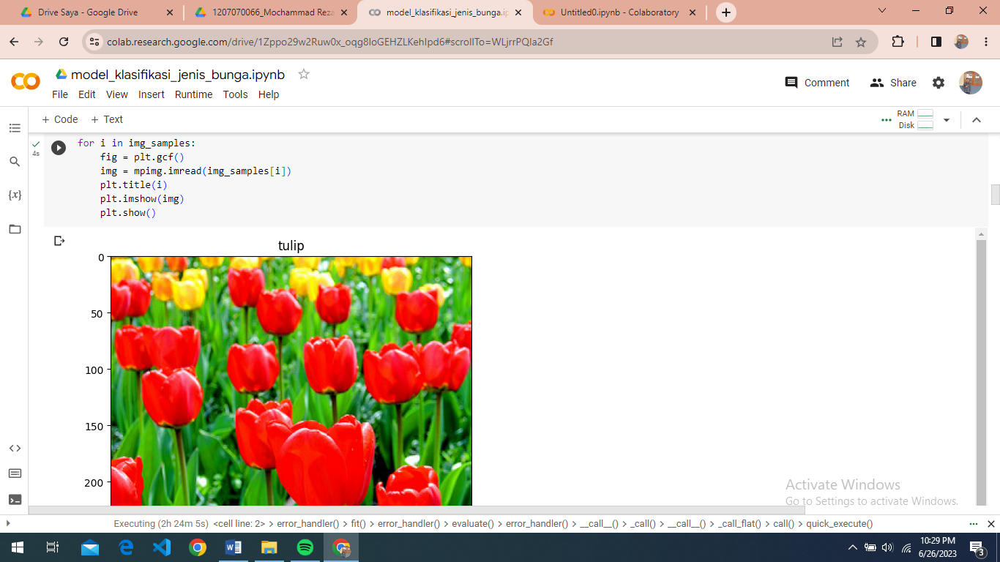 Drive Saya - Google Drive
1207070066_Mochammad Reza
model_klasifikasi_jenis_bunga.ip
Untitled0.ipynb - Colaboratory
colab.research.google.com/drive/1Zppo29w2Ruw0x_oqg8IoGEHZLKehIpd6#scrollTo=WLjrrPQIa2Gf
model_klasifikasi_jenis_bunga.ipynb
File Edit View Insert Runtime Tools Help
Comment
Share
+ Code + Text
RAM
Disk
4s
{x}
for i in img_samples:
    fig = plt.gcf()
    img = mpimg.imread(img_samples[i])
    plt.title(i)
    plt.imshow(img)
    plt.show()
tulip
0
50
100
150
200
Activate Windows
Go to Settings to activate Windows.
Executing (2h 24m 5s) <cell line: 2> > error_handler() > fit() > error_handler() > evaluate() > error_handler() > __call__() > _call() > __call__() > _call_flat() > call() > quick_execute()
10:29 PM
6/26/2023
3